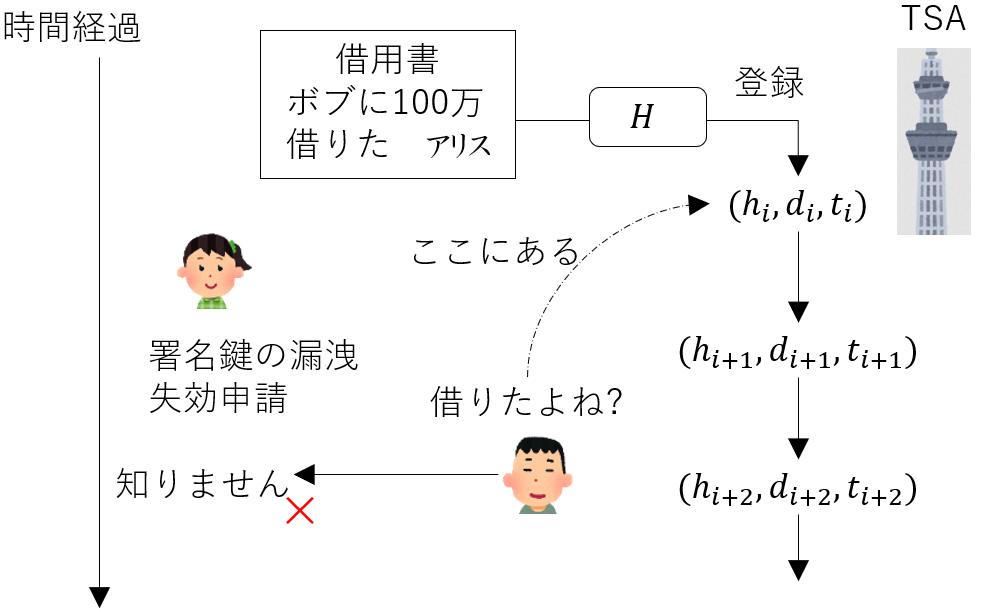 時間経過
TSA
借用書
ボブに100万
借りた　アリス
H
登録
(h_i, d_i, t_i)
ここにある
署名鍵の漏洩
失効申請
(h_{i+1}, d_{i+1}, t_{i+1})
借りたよね?
知りません
(h_{i+2}, d_{i+2}, t_{i+2})